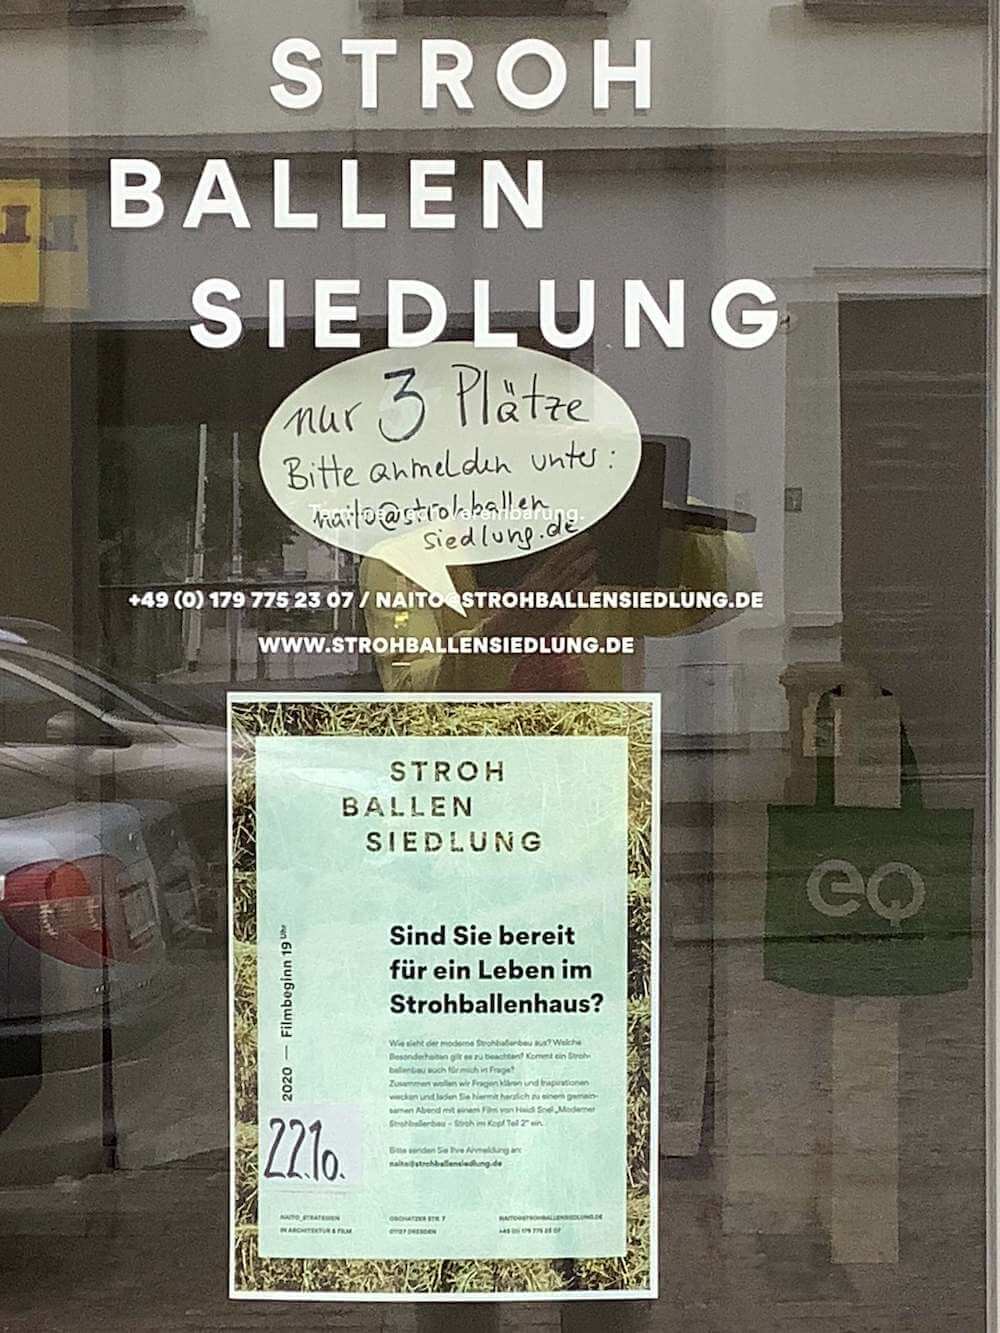 STROH
BALLEN
SIEDLUNG
nur 3 Plätze
Bitte anmelden unter:
naito@strohballen
siedlung.de
Termine nach Vereinbarung.
+49 (0) 179 775 23 07 / NAITO@STROHBALLENSIEDLUNG.DE
WWW.STROHBALLENSIEDLUNG.DE
STROH
BALLEN
SIEDLUNG
Sind Sie bereit
für ein Leben im
Strohballenhaus?
Wie sieht der moderne Strohballenbau aus? Welche
Besonderheiten gilt es zu beachten? Kommt ein Stroh-
ballenbau auch für mich in Frage?
Zusammen wollen wir Fragen klären und Inspirationen
wecken und laden Sie hiermit herzlich zu einem gemein-
samen Abend mit einem Film von Heidi Snel „Moderner
Strohballenbau – Stroh im Kopf Teil 2" ein.
Bitte senden Sie Ihre Anmeldung an:
naito@strohballensiedlung.de
2020 — Filmbeginn 19 Uhr
22.10.
NAITO_STRATEGIEN
IN ARCHITEKTUR & FILM
OSCHATZER STR. 7
01127 DRESDEN
NAITO@STROHBALLENSIEDLUNG.DE
+49 (0) 179 775 23 07
eQ